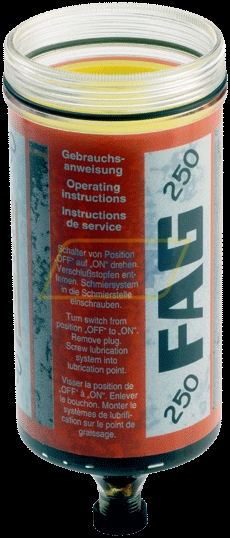 Gebrauchs-
anweisung
Operating
instructions
Instructions
de service
Schalter von Position
„OFF" auf „ON" drehen.
Verschlußstopfen ent-
fernen. Schmiersystem
in die Schmierstelle
einschrauben.
Turn switch from
position „OFF" to „ON".
Remove plug.
Screw lubrication
system into
lubrication point.
Visser la position de
„OFF" à „ON". Enlever
le bouchon. Monter le
systèmes de lubrifi-
cation sur le point de
graissage.
250 FAG 250